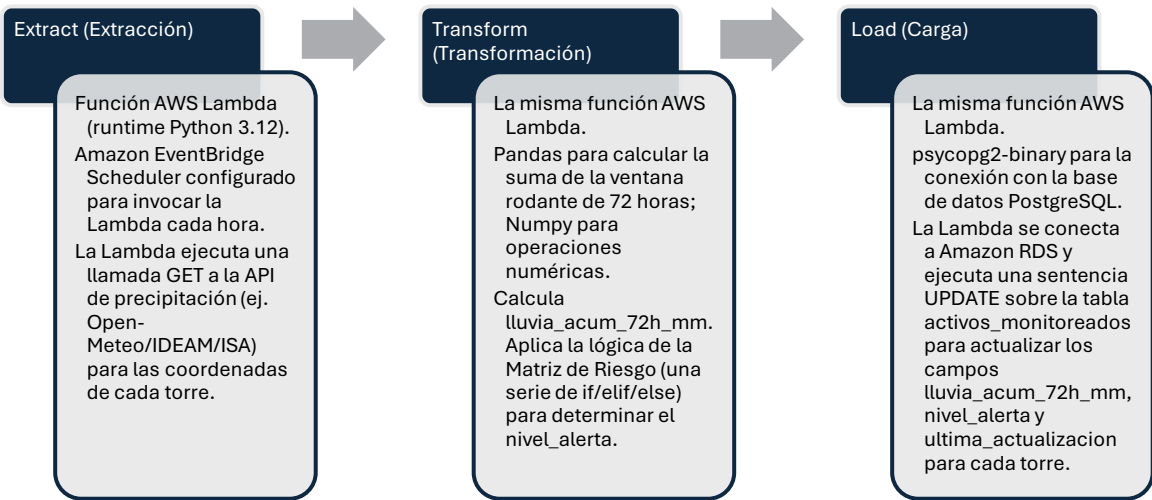 Extract (Extracción)
Función AWS Lambda
(runtime Python 3.12).
Amazon EventBridge
Scheduler configurado
para invocar la
Lambda cada hora.
La Lambda ejecuta una
llamada GET a la API
de precipitación (ej.
Open-
Meteo/IDEAM/ISA)
para las coordenadas
de cada torre.
Transform
(Transformación)
La misma función AWS
Lambda.
Pandas para calcular la
suma de la ventana
rodante de 72 horas;
Numpy para
operaciones
numéricas.
Calcula
lluvia_acum_72h_mm.
Aplica la lógica de la
Matriz de Riesgo (una
serie de if/elif/else)
para determinar el
nivel_alerta.
Load (Carga)
La misma función AWS
Lambda.
psycopg2-binary para la
conexión con la base
de datos PostgreSQL.
La Lambda se conecta
a Amazon RDS y
ejecuta una sentencia
UPDATE sobre la tabla
activos_monitoreados
para actualizar los
campos
lluvia_acum_72h_mm,
nivel_alerta y
ultima_actualizacion
para cada torre.